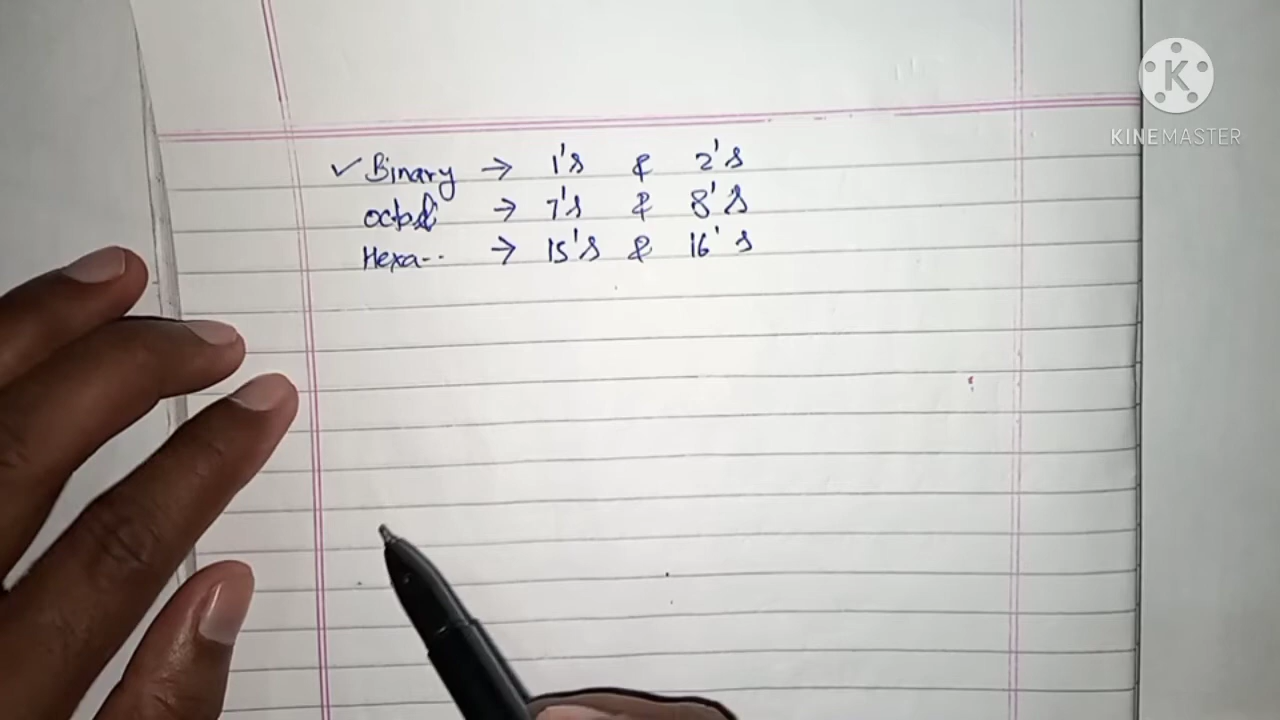 ✓ Binary → 1's & 2's
octal → 7's & 8's
Hexa-- → 15's & 16's
K
KINEMASTER